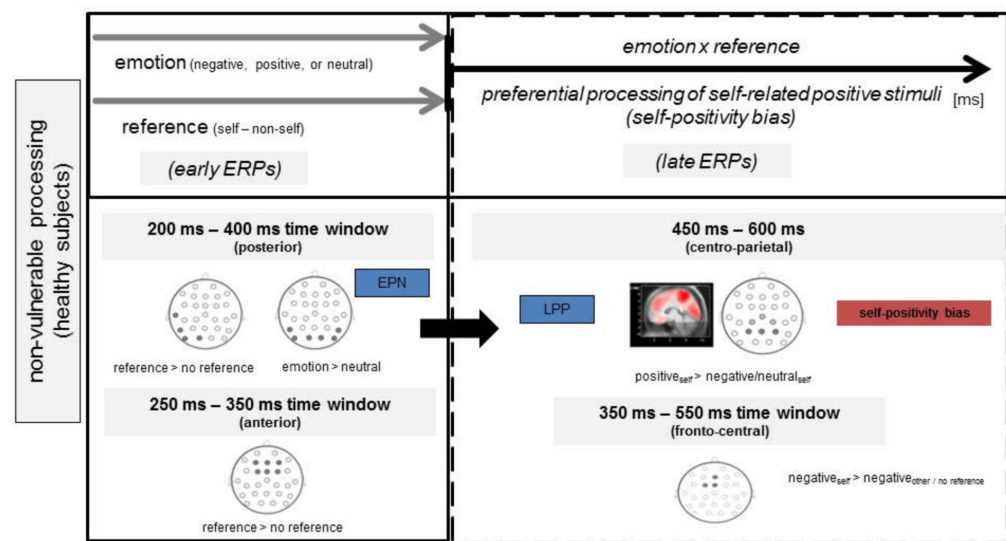 non-vulnerable processing
(healthy subjects)
emotion (negative, positive, or neutral)
reference (self – non-self)
(early ERPs)
emotion x reference
preferential processing of self-related positive stimuli
[ms]
(self-positivity bias)
(late ERPs)
200 ms – 400 ms time window
(posterior)
EPN
reference > no reference
emotion > neutral
250 ms – 350 ms time window
(anterior)
reference > no reference
450 ms – 600 ms
(centro-parietal)
LPP
self-positivity bias
positiveself > negative/neutralself
350 ms – 550 ms time window
(fronto-central)
negativeself > negativeother / no reference